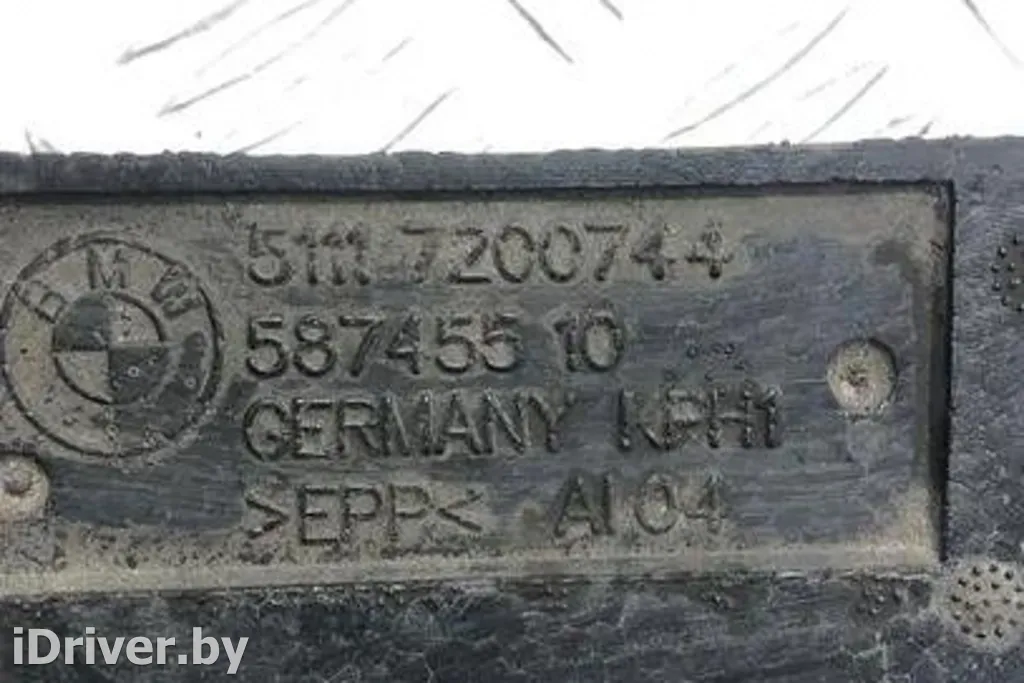 BMW
5111 7200744
587455 10
GERMANY KPH1
>EPP< AI 04
iDriver.by